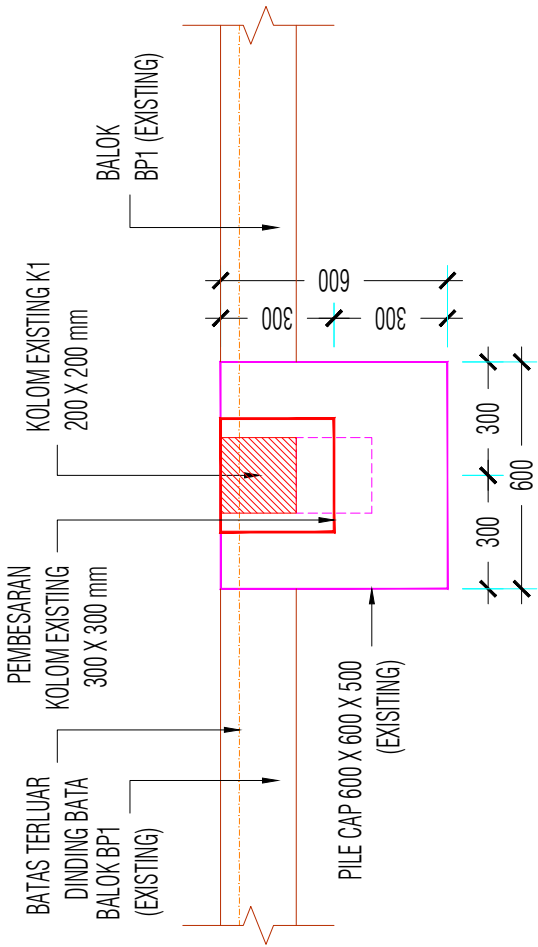 BALOK
BP1 (EXISTING)
KOLOM EXISTING K1
200 X 200 mm
PEMBESARAN
KOLOM EXISTING
300 X 300 mm
BATAS TERLUAR
DINDING BATA
BALOK BP1
(EXISTING)
PILE CAP 600 X 600 X 500
(EXISITING)
600
300
300
300
300
600